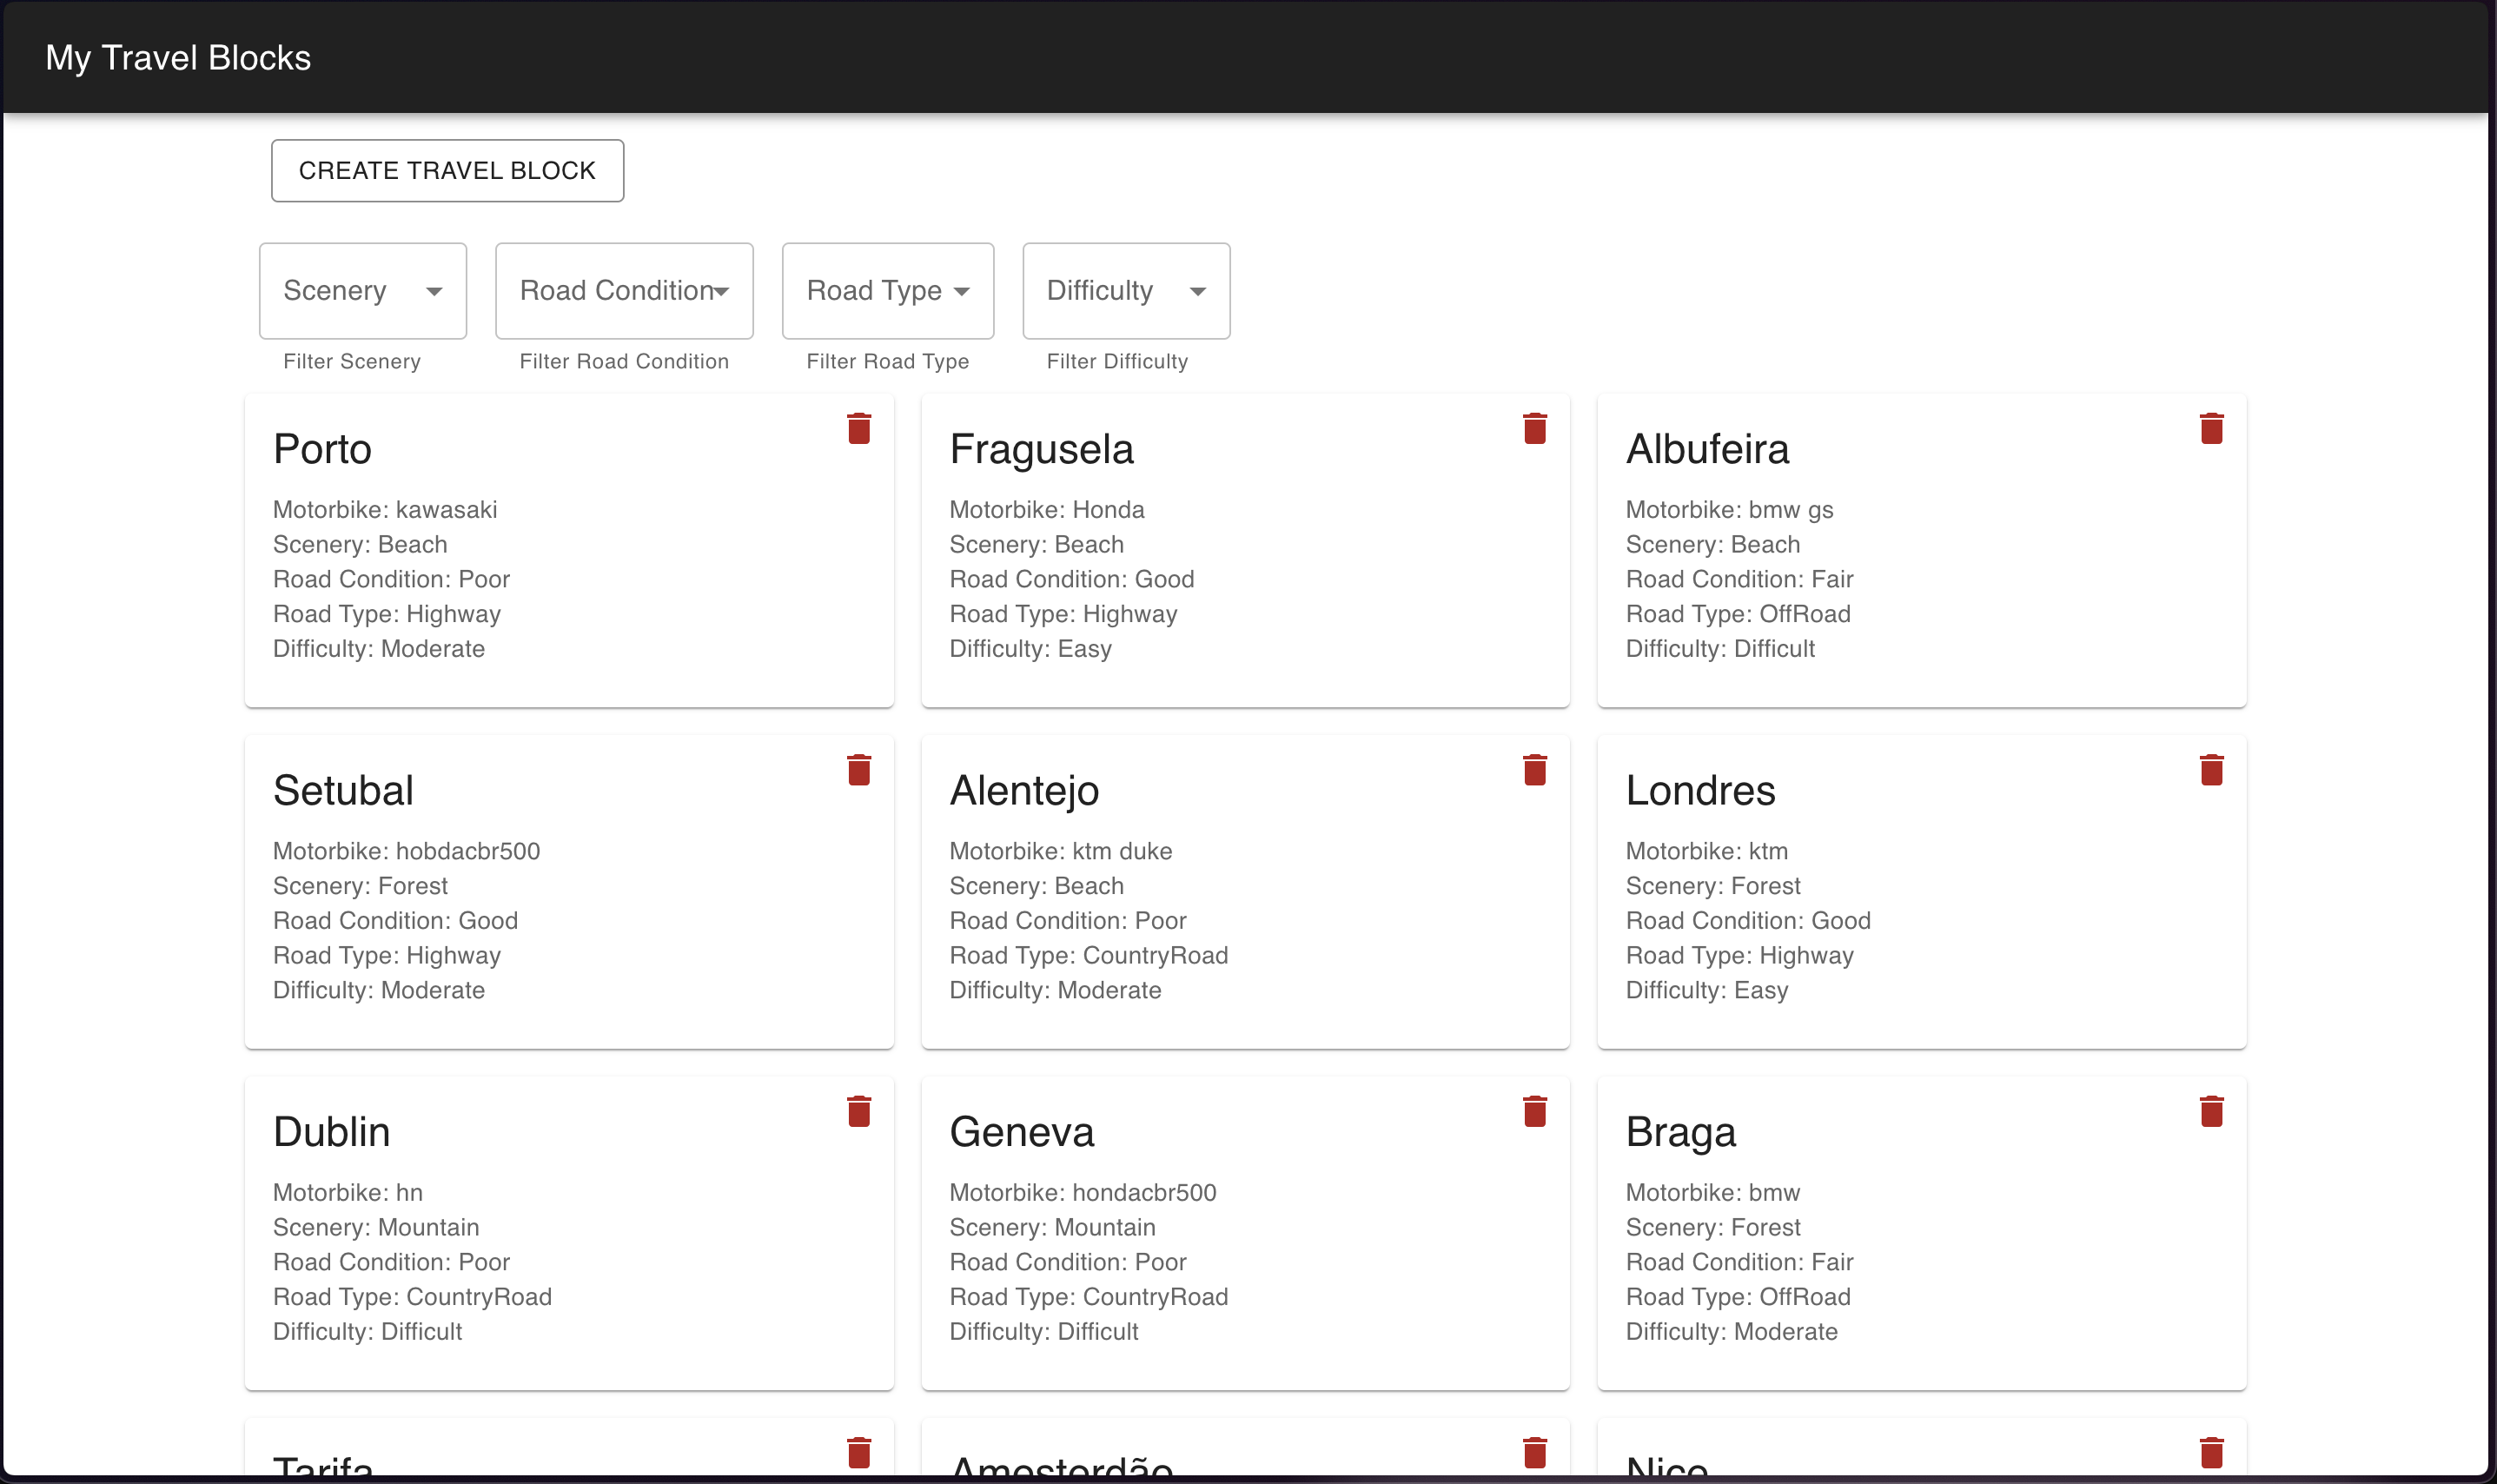 My Travel Blocks
CREATE TRAVEL BLOCK
Scenery
Road Condition
Road Type
Difficulty
Filter Scenery
Filter Road Condition
Filter Road Type
Filter Difficulty
Porto
Motorbike: kawasaki
Scenery: Beach
Road Condition: Poor
Road Type: Highway
Difficulty: Moderate
Fragusela
Motorbike: Honda
Scenery: Beach
Road Condition: Good
Road Type: Highway
Difficulty: Easy
Albufeira
Motorbike: bmw gs
Scenery: Beach
Road Condition: Fair
Road Type: OffRoad
Difficulty: Difficult
Setubal
Motorbike: hobdacbr500
Scenery: Forest
Road Condition: Good
Road Type: Highway
Difficulty: Moderate
Alentejo
Motorbike: ktm duke
Scenery: Beach
Road Condition: Poor
Road Type: CountryRoad
Difficulty: Moderate
Londres
Motorbike: ktm
Scenery: Forest
Road Condition: Good
Road Type: Highway
Difficulty: Easy
Dublin
Motorbike: hn
Scenery: Mountain
Road Condition: Poor
Road Type: CountryRoad
Difficulty: Difficult
Geneva
Motorbike: hondacbr500
Scenery: Mountain
Road Condition: Poor
Road Type: CountryRoad
Difficulty: Difficult
Braga
Motorbike: bmw
Scenery: Forest
Road Condition: Fair
Road Type: OffRoad
Difficulty: Moderate
Tarifa
Amesterdão
Nice